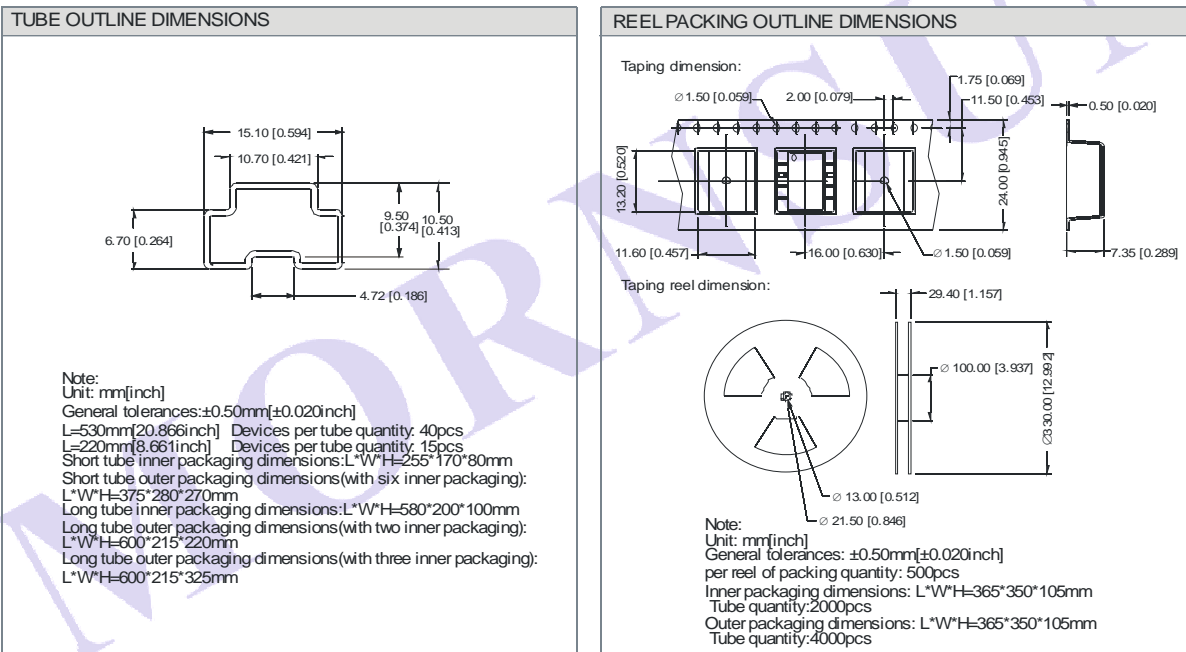 TUBE OUTLINE DIMENSIONS
15.10 [0.594]
10.70 [0.421]
9.50
[0.374]
10.50
[0.413]
6.70 [0.264]
4.72 [0.186]
Note:
Unit: mm[inch]
General tolerances:±0.50mm[±0.020inch]
L=530mm[20.866inch] Devices per tube quantity: 40pcs
L=220mm[8.661inch] Devices per tube quantity: 15pcs
Short tube inner packaging dimensions:L*W*H=255*170*80mm
Short tube outer packaging dimensions(with six inner packaging):
L*W*H=375*280*270mm
Long tube inner packaging dimensions:L*W*H=580*200*100mm
Long tube outer packaging dimensions(with two inner packaging):
L*W*H=600*215*220mm
Long tube outer packaging dimensions(with three inner packaging):
L*W*H=600*215*325mm
REEL PACKING OUTLINE DIMENSIONS
Taping dimension:
1.75 [0.069]
∅1.50 [0.059]
2.00 [0.079]
11.50 [0.453]
0.50 [0.020]
13.20 [0.520]
24.00 [0.945]
11.60 [0.457]
16.00 [0.630]
∅1.50 [0.059]
7.35 [0.289]
Taping reel dimension:
29.40 [1.157]
∅ 100.00 [3.937]
∅330.00 [12.992]
∅ 13.00 [0.512]
∅ 21.50 [0.846]
Note:
Unit: mm[inch]
General tolerances: ±0.50mm[±0.020inch]
per reel of packing quantity: 500pcs
Inner packaging dimensions: L*W*H=365*350*105mm
Tube quantity:2000pcs
Outer packaging dimensions: L*W*H=365*350*105mm
Tube quantity:4000pcs
MORNSUN